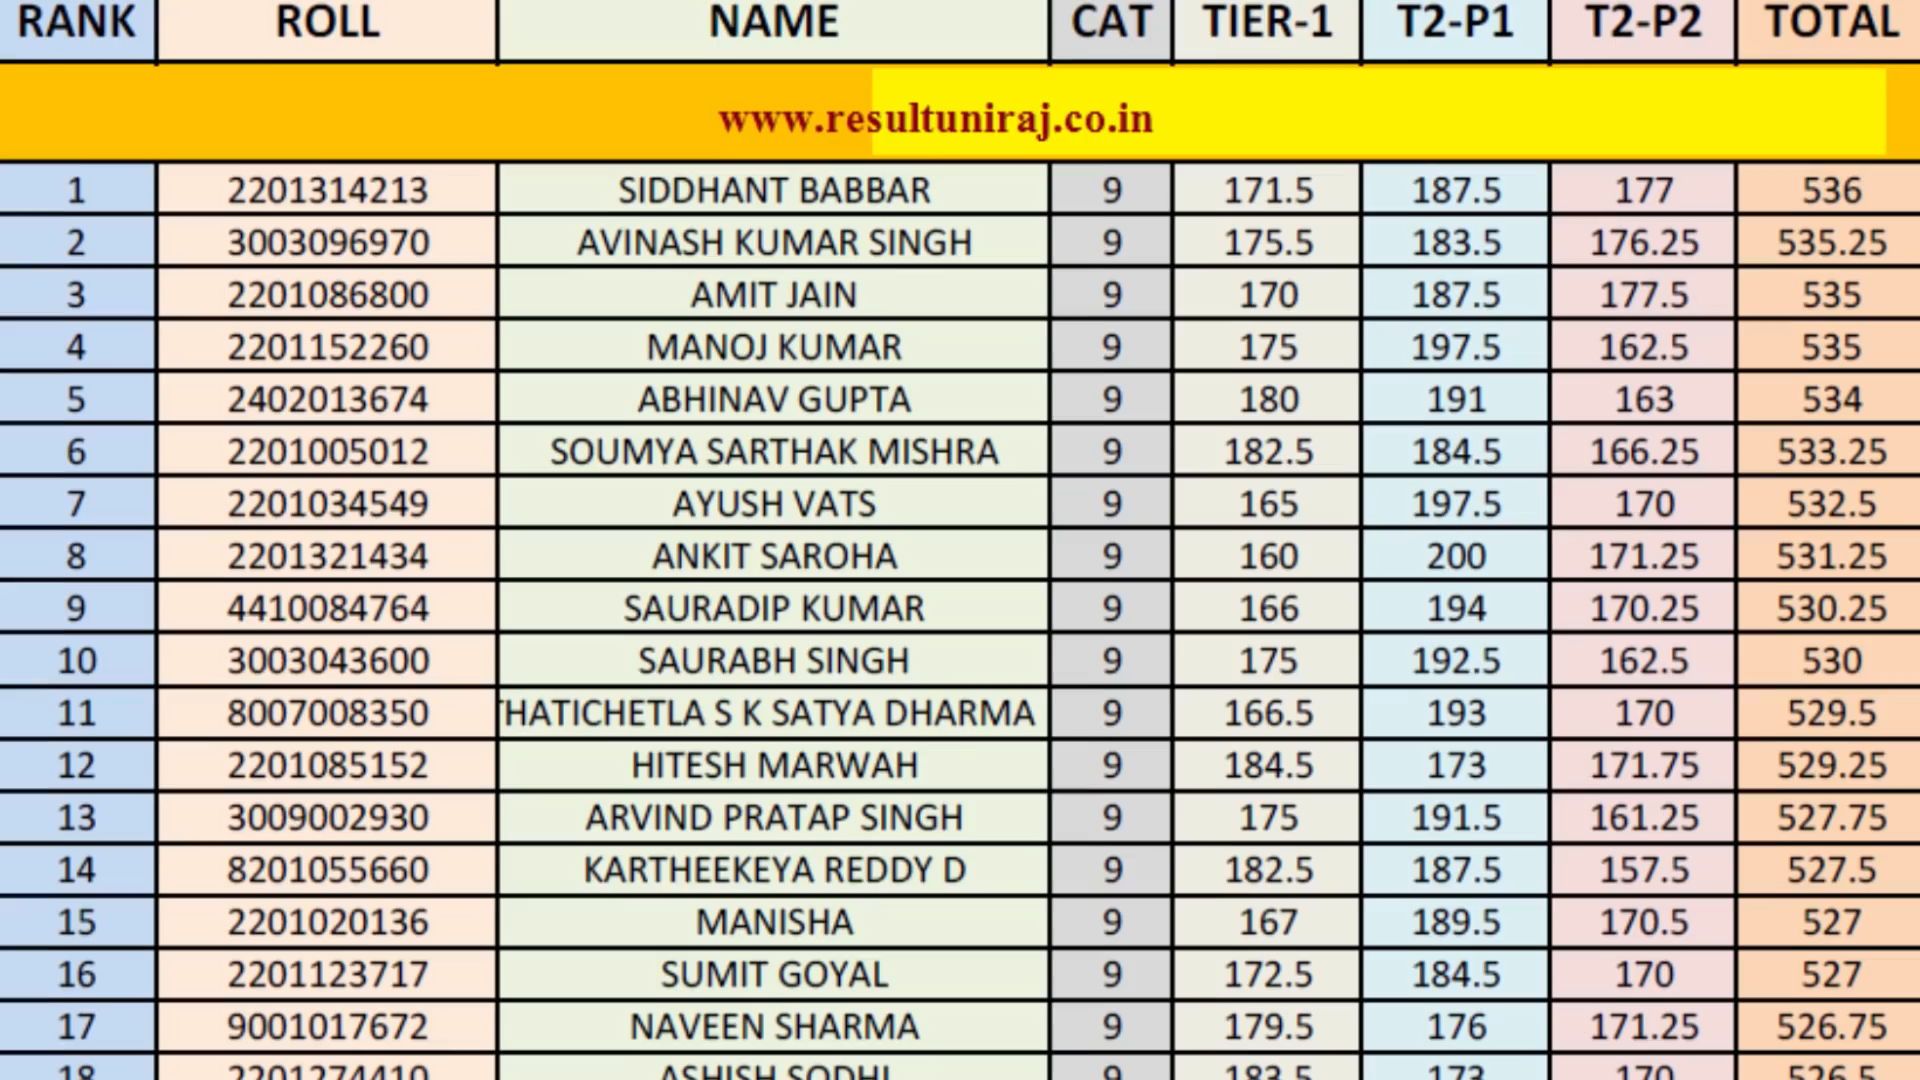 RANK ROLL NAME CAT TIER-1 T2-P1 T2-P2 TOTAL
www.resultuniraj.co.in
1 2201314213 SIDDHANT BABBAR 9 171.5 187.5 177 536
2 3003096970 AVINASH KUMAR SINGH 9 175.5 183.5 176.25 535.25
3 2201086800 AMIT JAIN 9 170 187.5 177.5 535
4 2201152260 MANOJ KUMAR 9 175 197.5 162.5 535
5 2402013674 ABHINAV GUPTA 9 180 191 163 534
6 2201005012 SOUMYA SARTHAK MISHRA 9 182.5 184.5 166.25 533.25
7 2201034549 AYUSH VATS 9 165 197.5 170 532.5
8 2201321434 ANKIT SAROHA 9 160 200 171.25 531.25
9 4410084764 SAURADIP KUMAR 9 166 194 170.25 530.25
10 3003043600 SAURABH SINGH 9 175 192.5 162.5 530
11 8007008350 THATICHETLA S K SATYA DHARMA 9 166.5 193 170 529.5
12 2201085152 HITESH MARWAH 9 184.5 173 171.75 529.25
13 3009002930 ARVIND PRATAP SINGH 9 175 191.5 161.25 527.75
14 8201055660 KARTHEEKEYA REDDY D 9 182.5 187.5 157.5 527.5
15 2201020136 MANISHA 9 167 189.5 170.5 527
16 2201123717 SUMIT GOYAL 9 172.5 184.5 170 527
17 9001017672 NAVEEN SHARMA 9 179.5 176 171.25 526.75
18 2201274410 ASHISH SODHI 9 183.5 173 170 526.5